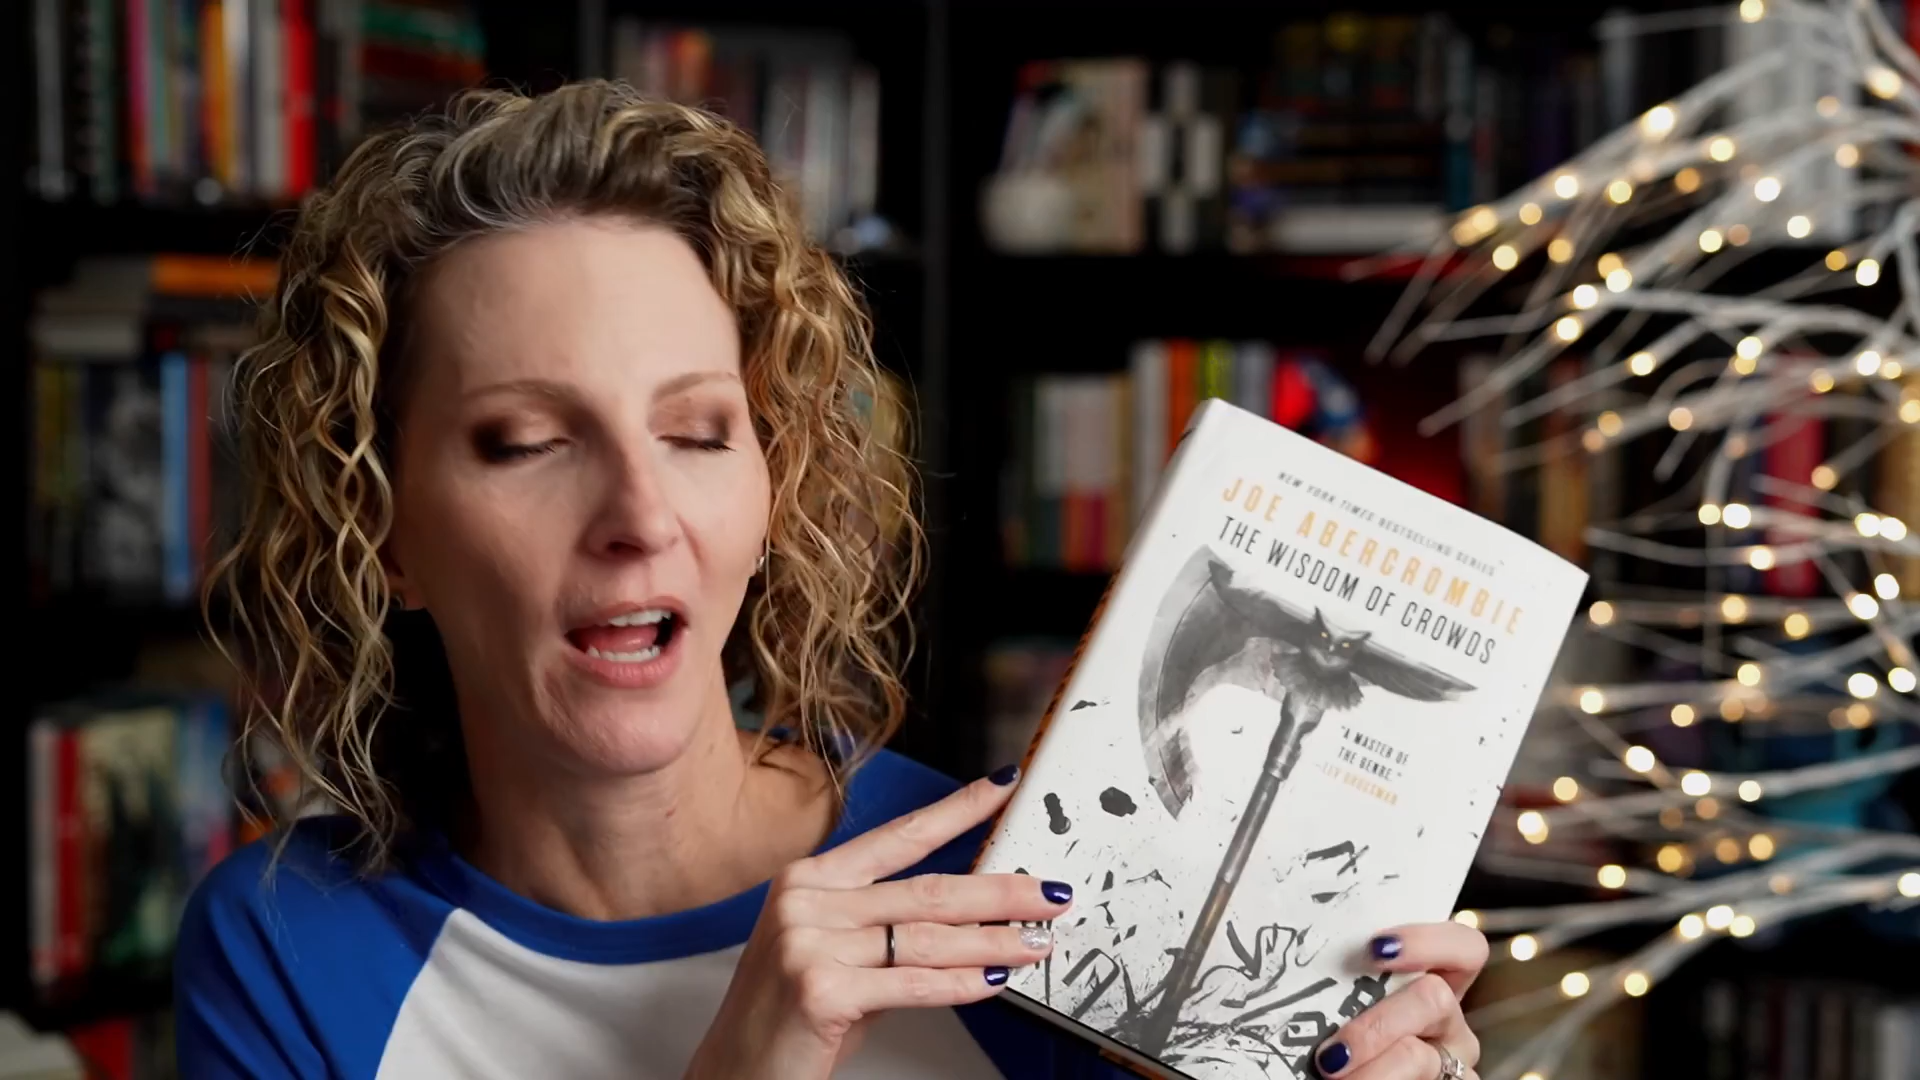 NEW YORK TIMES BESTSELLING SERIES
JOE ABERCROMBIE
THE WISDOM OF CROWDS
"A MASTER OF
THE GENRE."
—LEV GROSSMAN